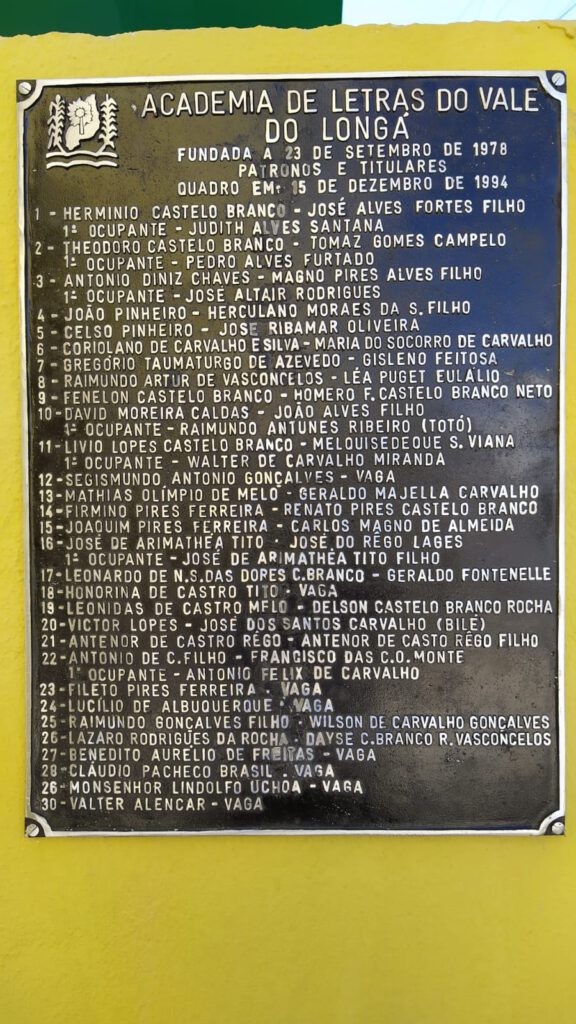 ACADEMIA DE LETRAS DO VALE
DO LONGÁ
FUNDADA A 23 DE SETEMBRO DE 1978
PATRONOS E TITULARES
QUADRO EM: 15 DE DEZEMBRO DE 1994
1 - HERMINIO CASTELO BRANCO - JOSÉ ALVES FORTES FILHO
1º OCUPANTE - JUDITH ALVES SANTANA
2 - THEODORO CASTELO BRANCO - TOMAZ GOMES CAMPELO
1º OCUPANTE - PEDRO ALVES FURTADO
3 - ANTONIO DINIZ CHAVES - MAGNO PIRES ALVES FILHO
1º OCUPANTE - JOSÉ ALTAIR RODRIGUES
4 - JOÃO PINHEIRO - HERCULANO MORAES DA S. FILHO
5 - CELSO PINHEIRO - JOSE RIBAMAR OLIVEIRA
6 - CORIOLANO DE CARVALHO E SILVA - MARIA DO SOCORRO DE CARVALHO
7 - GREGÓRIO TAUMATURGO DE AZEVEDO - GISLENO FEITOSA
8 - RAIMUNDO ARTUR DE VASCONCELOS - LÉA PUGET EULÁLIO
9 - FENELON CASTELO BRANCO - HOMERO F. CASTELO BRANCO NETO
10 - DAVID MOREIRA CALDAS - JOÃO ALVES FILHO
1º OCUPANTE - RAIMUNDO ANTUNES RIBEIRO (TOTÓ)
11 - LIVIO LOPES CASTELO BRANCO - MELQUISEDEQUE S. VIANA
1º OCUPANTE - WALTER DE CARVALHO MIRANDA
12 - SEGISMUNDO ANTONIO GONÇALVES - VAGA
13 - MATHIAS OLÍMPIO DE MELO - GERALDO MAJELLA CARVALHO
14 - FIRMINO PIRES FERREIRA - RENATO PIRES CASTELO BRANCO
15 - JOAQUIM PIRES FERREIRA - CARLOS MAGNO DE ALMEIDA
16 - JOSÉ DE ARIMATHÉA TITO - JOSÉ DO RÊGO LAGES
1º OCUPANTE - JOSÉ DE ARIMATHÉA TITO FILHO
17 - LEONARDO DE N.S. DAS DORES C. BRANCO - GERALDO FONTENELLE
18 - HONORINA DE CASTRO TITO - VAGA
19 - LEONIDAS DE CASTRO MELO - DELSON CASTELO BRANCO ROCHA
20 - VICTOR LOPES - JOSÉ DOS SANTOS CARVALHO (BILÉ)
21 - ANTENOR DE CASTRO RÊGO - ANTENOR DE CASTO RÊGO FILHO
22 - ANTONIO DE C. FILHO - FRANCISCO DAS C.O. MONTE
1º OCUPANTE - ANTONIO FELIX DE CARVALHO
23 - FILETO PIRES FERREIRA - VAGA
24 - LUCÍLIO DE ALBUQUERQUE - VAGA
25 - RAIMUNDO GONÇALVES FILHO - WILSON DE CARVALHO GONÇALVES
26 - LAZARO RODRIGUES DA ROCHA - DAYSE C. BRANCO R. VASCONCELOS
27 - BENEDITO AURÉLIO DE FREITAS - VAGA
28 - CLÁUDIO PACHECO BRASIL - VAGA
26 - MONSENHOR LINDOLFO UCHÔA - VAGA
30 - VALTER ALENCAR - VAGA